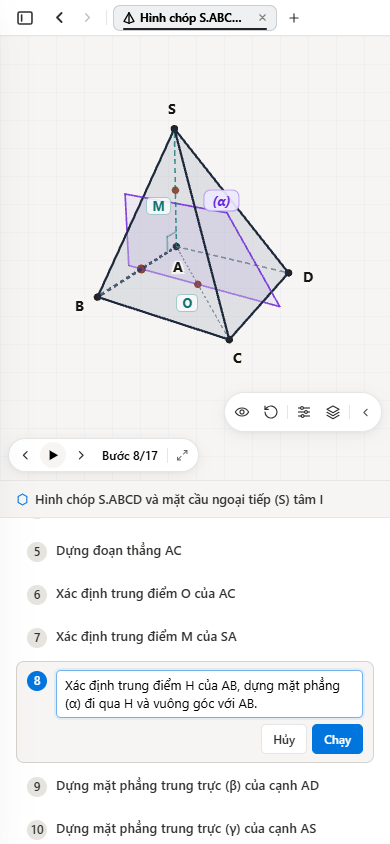 Hình chóp S.ABC...
S
M
(α)
A
D
B
O
C
Bước 8/17
Hình chóp S.ABCD và mặt cầu ngoại tiếp (S) tâm I
5 Dựng đoạn thẳng AC
6 Xác định trung điểm O của AC
7 Xác định trung điểm M của SA
8 Xác định trung điểm H của AB, dựng mặt phẳng
(α) đi qua H và vuông góc với AB.
Hủy Chạy
9 Dựng mặt phẳng trung trực (β) của cạnh AD
10 Dựng mặt phẳng trung trực (γ) của cạnh AS